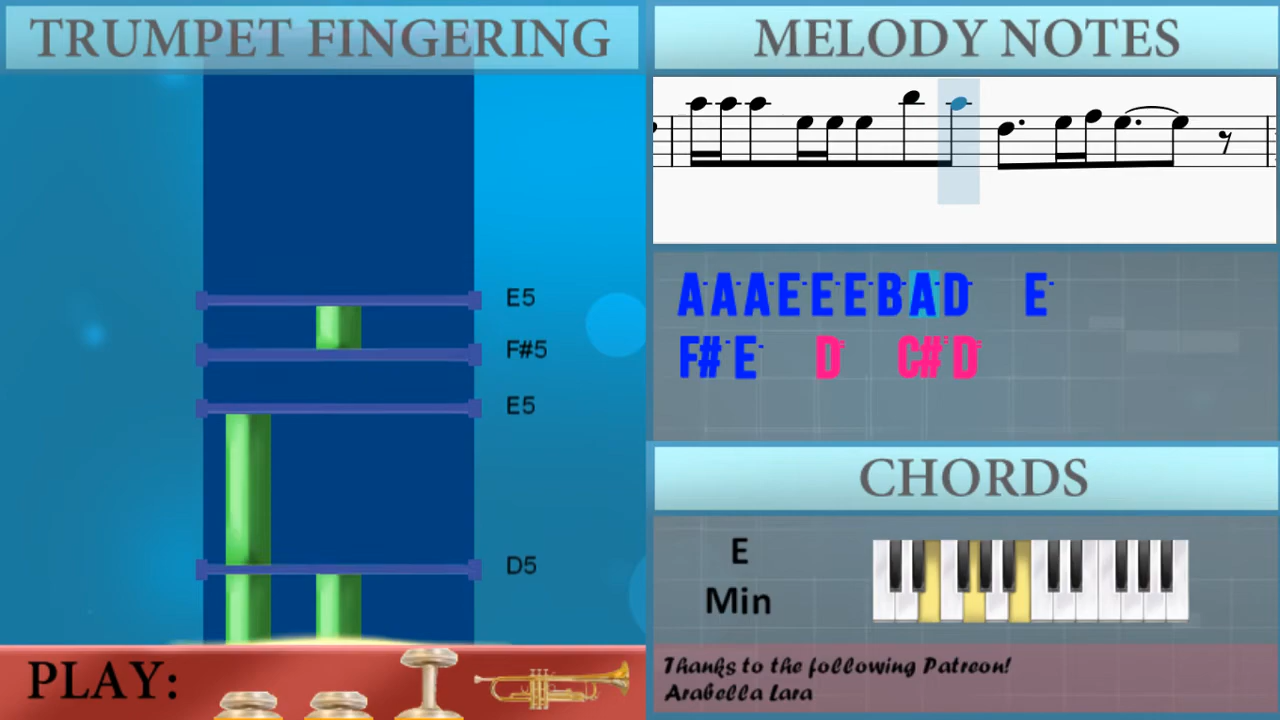 TRUMPET FINGERING
E5
F#5
E5
D5
PLAY:
MELODY NOTES
A A A E E E B A D E
F# E D C# D
CHORDS
E
Min
Thanks to the following Patreon!
Arabella Lara